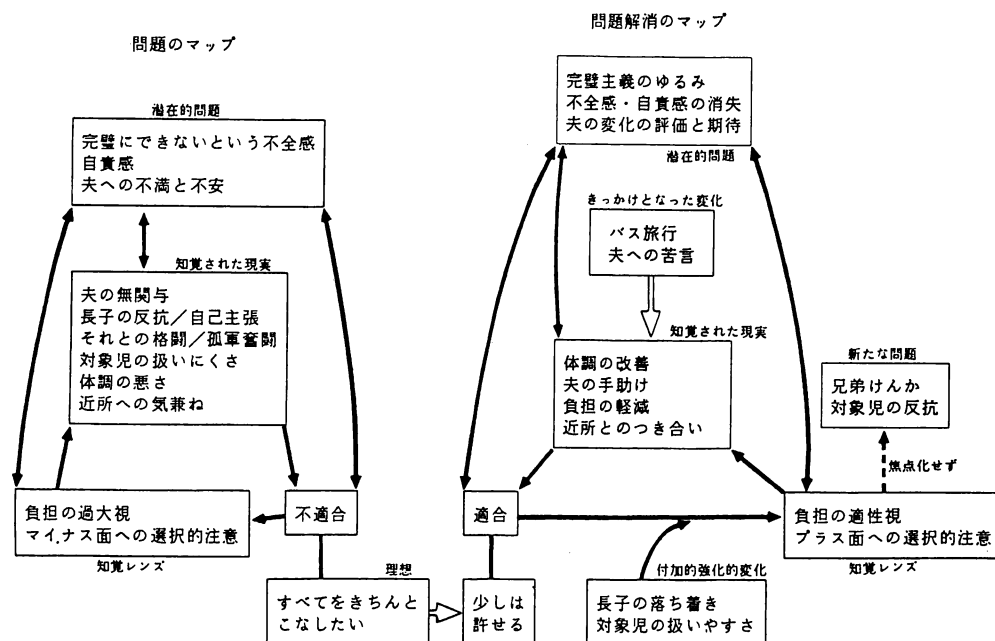 問題のマップ
潜在的問題
完璧にできないという不全感
自責感
夫への不満と不安
知覚された現実
夫の無関与
長子の反抗／自己主張
それとの格闘／孤軍奮闘
対象児の扱いにくさ
体調の悪さ
近所への気兼ね
負担の過大視
マイナス面への選択的注意
知覚レンズ
不適合
理想
すべてをきちんと
こなしたい
問題解消のマップ
完璧主義のゆるみ
不全感・自責感の消失
夫の変化の評価と期待
潜在的問題
きっかけとなった変化
バス旅行
夫への苦言
知覚された現実
体調の改善
夫の手助け
負担の軽減
近所とのつき合い
新たな問題
兄弟けんか
対象児の反抗
焦点化せず
適合
負担の適性視
プラス面への選択的注意
知覚レンズ
少しは
許せる
付加的強化的変化
長子の落ち着き
対象児の扱いやすさ